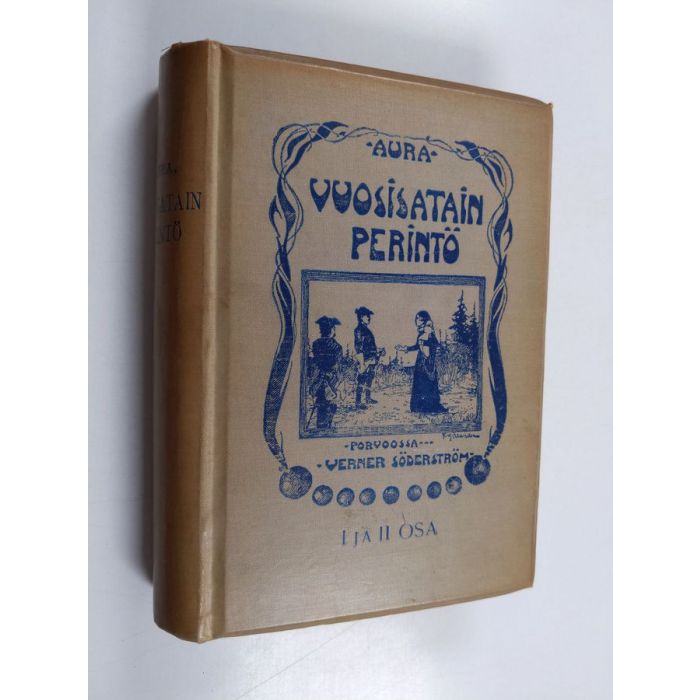 -AURA-
VUOSISATAIN
PERINTÖ
-PORVOOSSA---
-WERNER SÖDERSTRÖM-
I JA II OSA